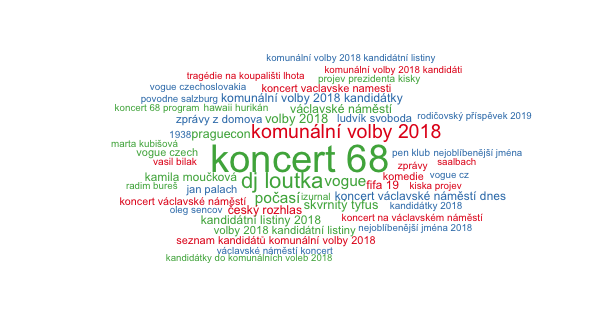 komunální volby 2018 kandidátní listiny
komunální volby 2018 kandidáti
tragédie na koupališti lhota
projev prezidenta kisky
vogue czechoslovakia
koncert vaclavske namesti
povodne salzburg
komunální volby 2018 kandidátky
koncert 68 program
hawaii hurikán
václavské náměstí
zprávy z domova
volby 2018
ludvík svoboda
rodičovský příspěvek 2019
1938
praguecon
komunální volby 2018
marta kubišová
vogue czech
koncert 68
pen klub
nejoblíbenější jména
vasil bilak
zprávy
saalbach
kamila moučková
dj loutka
vogue
komedie
vogue cz
radim bureš
jan palach
fifa 19
kiska projev
koncert václavské náměstí
počasí
izurnal
koncert václavské náměstí dnes
oleg sencov
český rozhlas
skvrnitý tyfus
kandidátky 2018
kandidátní listiny 2018
koncert na václavském náměstí
volby 2018 kandidátní listiny
nejoblíbenější jména 2018
seznam kandidátů komunální volby 2018
václavské náměstí koncert
kandidátky do komunálních voleb 2018